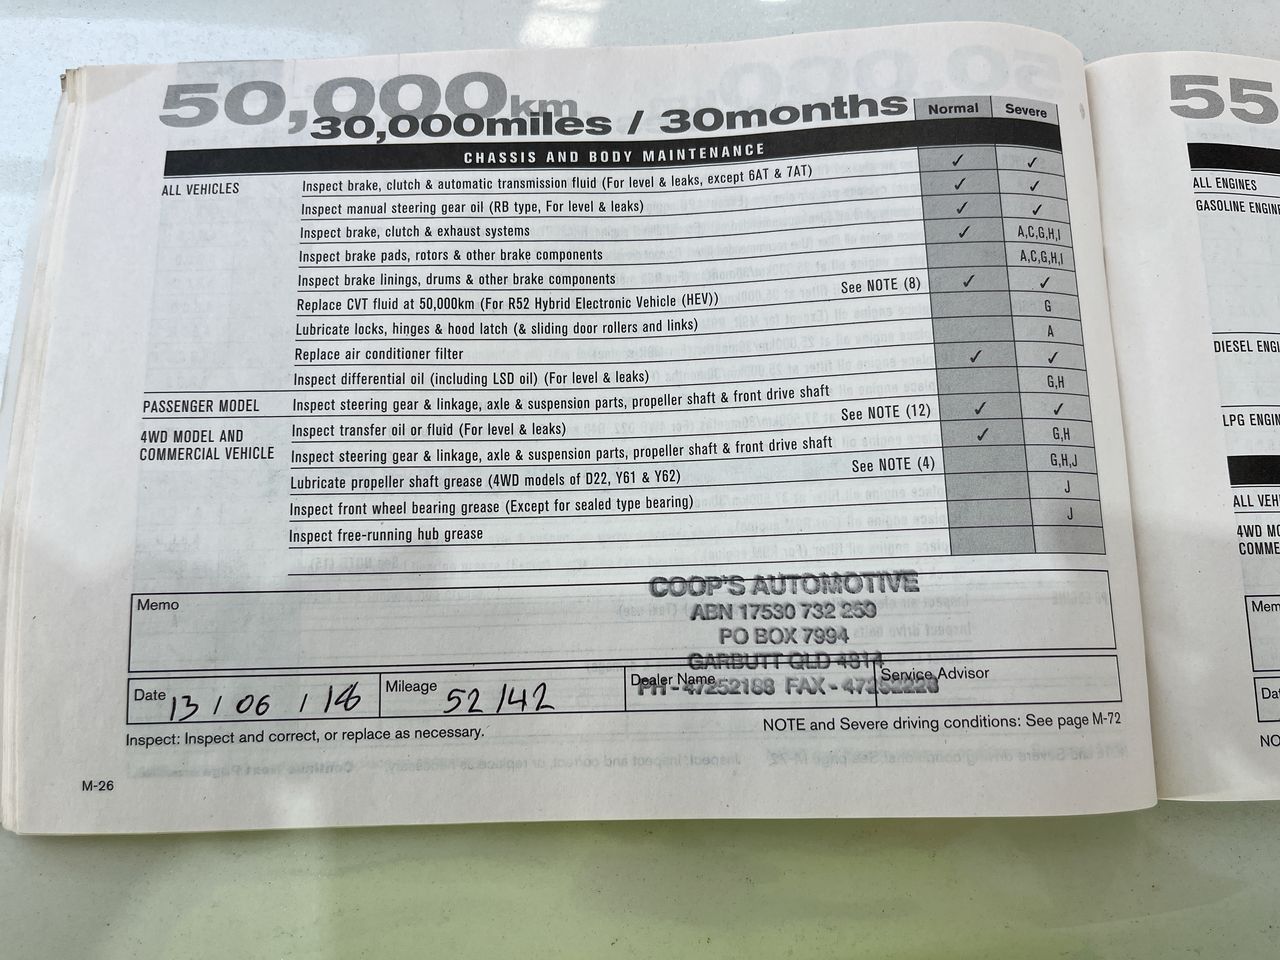 50,000km
30,000miles / 30months
Normal Severe
CHASSIS AND BODY MAINTENANCE
ALL VEHICLES
Inspect brake, clutch & automatic transmission fluid (For level & leaks, except 6AT & 7AT) ✓ ✓
Inspect manual steering gear oil (RB type, For level & leaks) ✓ ✓
Inspect brake, clutch & exhaust systems ✓ ✓
Inspect brake pads, rotors & other brake components ✓ A,C,G,H,I
Inspect brake linings, drums & other brake components A,C,G,H,I
Replace CVT fluid at 50,000km (For R52 Hybrid Electronic Vehicle (HEV)) See NOTE (8) ✓ ✓
Lubricate locks, hinges & hood latch (& sliding door rollers and links) G
Replace air conditioner filter A
Inspect differential oil (including LSD oil) (For level & leaks) ✓ ✓
PASSENGER MODEL Inspect steering gear & linkage, axle & suspension parts, propeller shaft & front drive shaft G,H
4WD MODEL AND
COMMERCIAL VEHICLE
Inspect transfer oil or fluid (For level & leaks) See NOTE (12) ✓ ✓
Inspect steering gear & linkage, axle & suspension parts, propeller shaft & front drive shaft ✓ G,H
Lubricate propeller shaft grease (4WD models of D22, Y61 & Y62) See NOTE (4) G,H,J
Inspect front wheel bearing grease (Except for sealed type bearing) J
Inspect free-running hub grease J
Memo
COOP'S AUTOMOTIVE
ABN 17530 732 253
PO BOX 7994
GARBUTT QLD 4814
PH - 47252188 FAX - 47252228
Date 13 / 06 / 18
Mileage 52142
Dealer Name
Service Advisor
Inspect: Inspect and correct, or replace as necessary.
NOTE and Severe driving conditions: See page M-72
M-26
55
ALL ENGINES
GASOLINE ENGINE
DIESEL ENGI
LPG ENGIN
ALL VEH
4WD MO
COMME
Mem
Da
NO